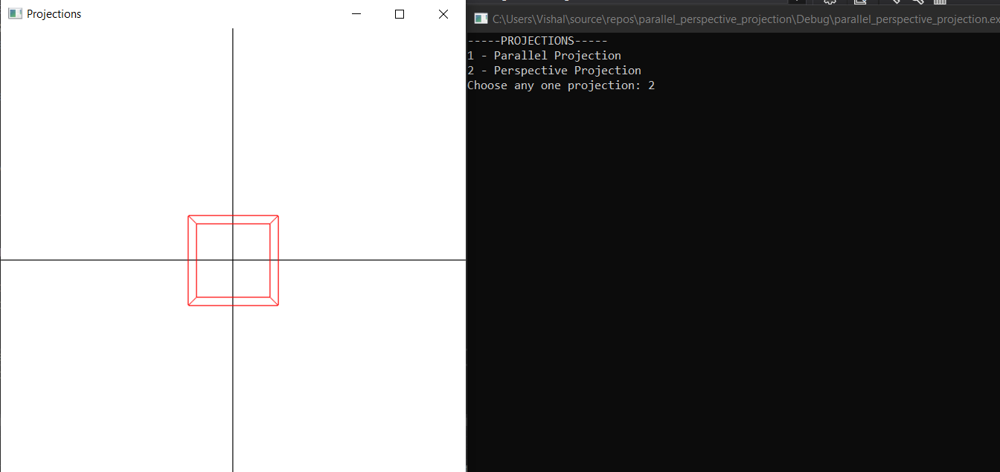 Projections
C:\Users\Vishal\source\repos\parallel_perspective_projection\Debug\parallel_perspective_projection.ex
-----PROJECTIONS-----
1 - Parallel Projection
2 - Perspective Projection
Choose any one projection: 2